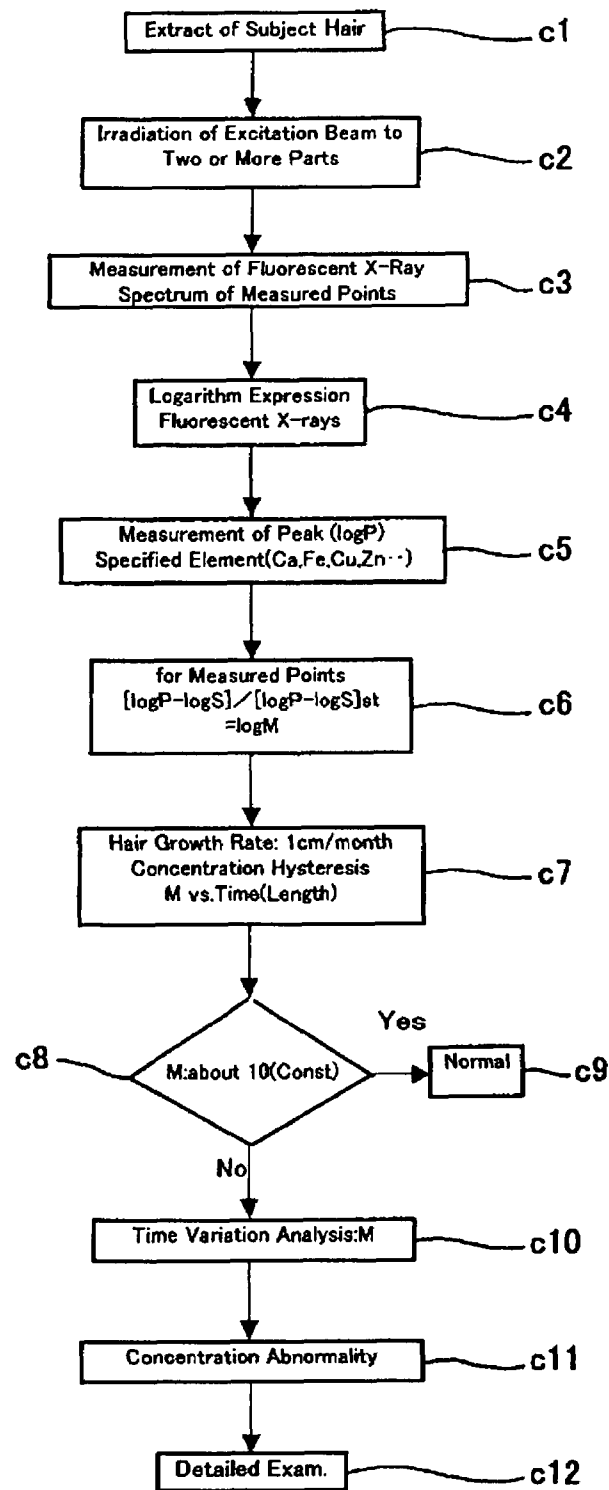 Extract of Subject Hair
c1
Irradiation of Excitation Beam to
Two or More Parts
c2
Measurement of Fluorescent X-Ray
Spectrum of Measured Points
c3
Logarithm Expression
Fluorescent X-rays
c4
Measurement of Peak (logP)
Specified Element(Ca,Fe,Cu,Zn··)
c5
for Measured Points
[logP-logS]/[logP-logS]st
=logM
c6
Hair Growth Rate: 1cm/month
Concentration Hysteresis
M vs.Time(Length)
c7
c8
M:about 10(Const)
Yes
Normal
c9
No
Time Variation Analysis:M
c10
Concentration Abnormality
c11
Detailed Exam.
c12